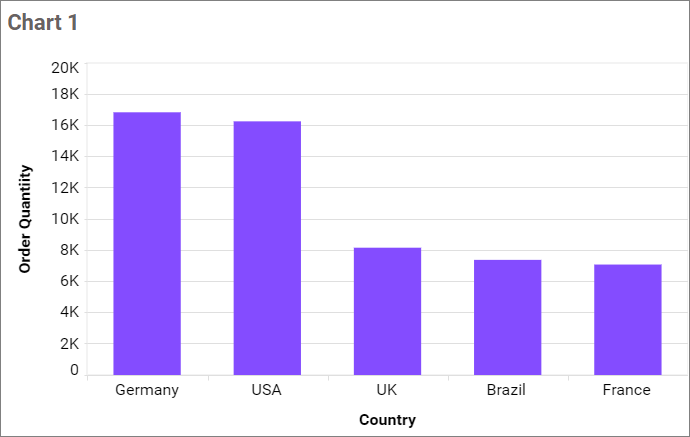 Chart 1
20K
18K
16K
14K
12K
10K
8K
6K
4K
2K
0
Order Quantiity
Germany USA UK Brazil France
Country